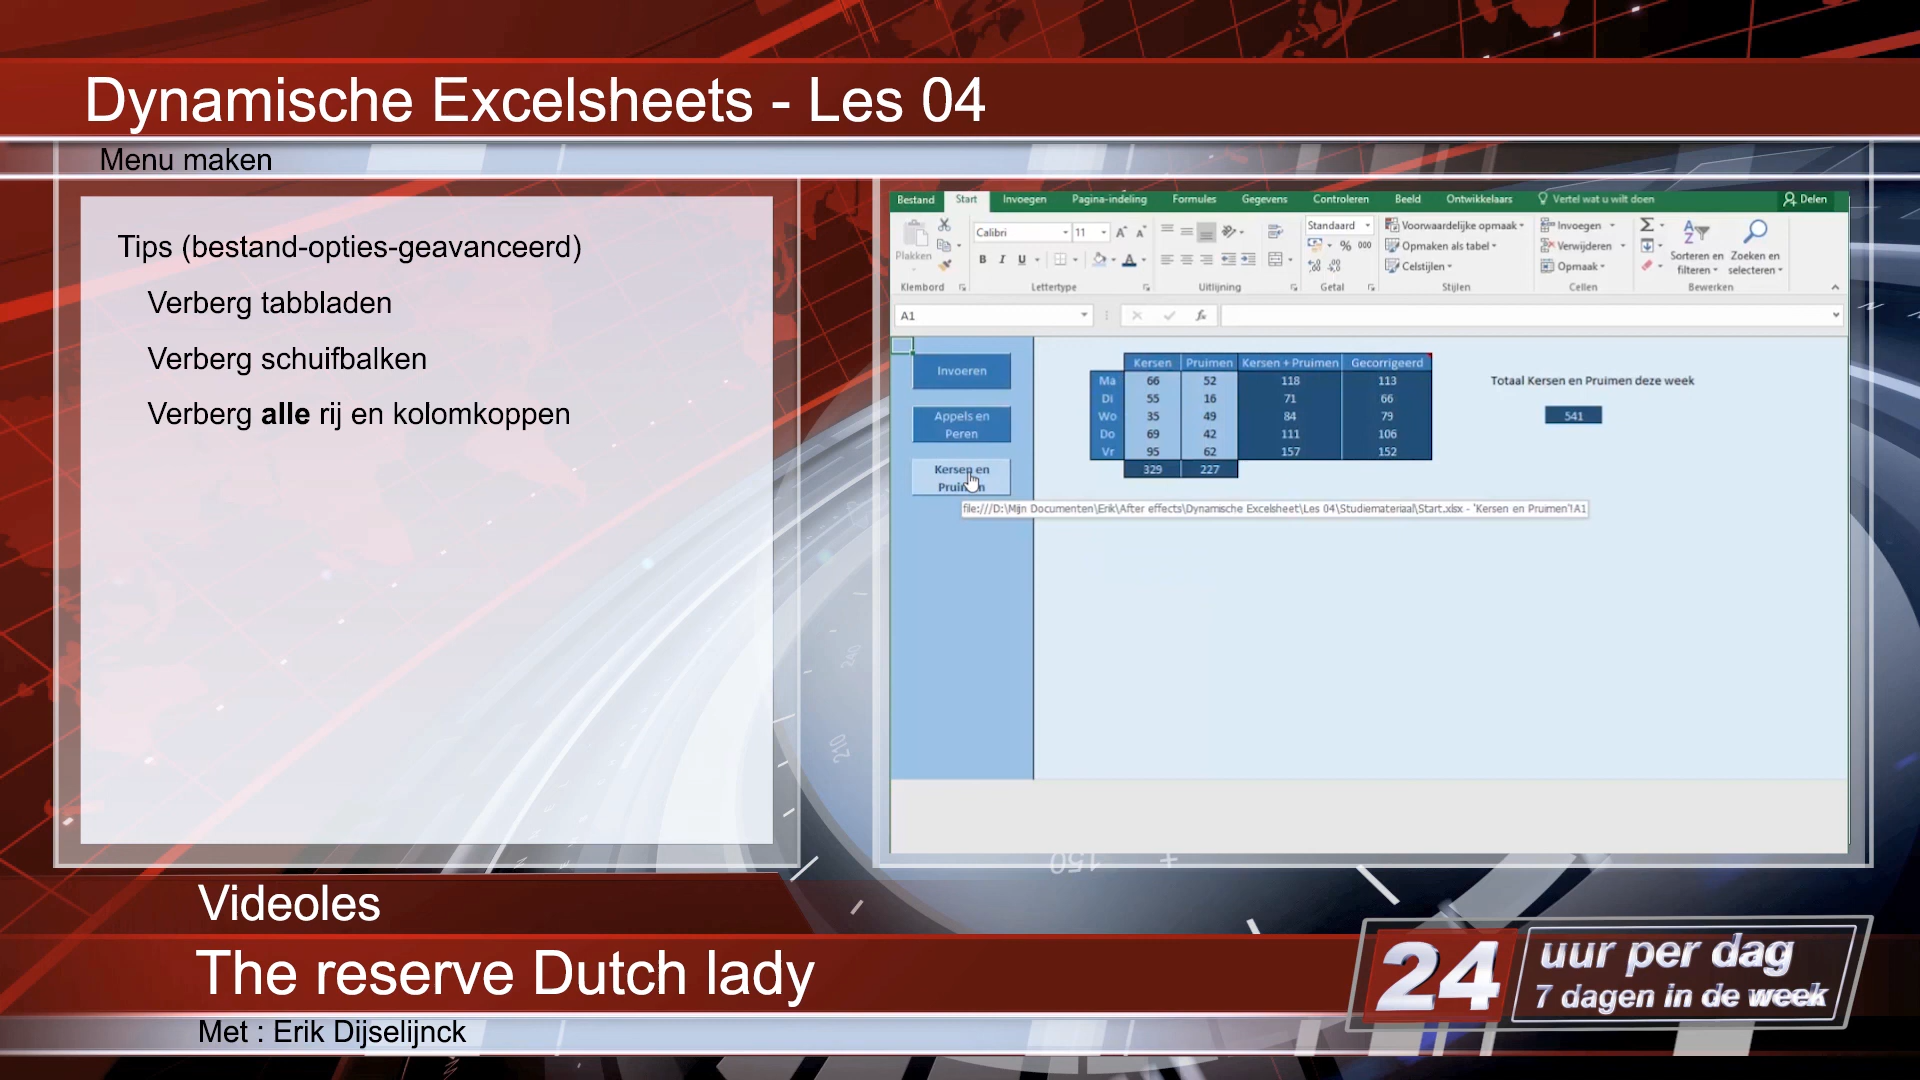 Dynamische Excelsheets - Les 04
Menu maken
Tips (bestand-opties-geavanceerd)
Verberg tabbladen
Verberg schuifbalken
Verberg alle rij en kolomkoppen
Bestand Start Invoegen Pagina-indeling Formules Gegevens Controleren Beeld Ontwikkelaars Vertel wat u wilt doen Delen
Plakken
Klembord
Calibri 11
B I U
Lettertype
Uitlijning
Standaard
% 000
Getal
Voorwaardelijke opmaak
Opmaken als tabel
Celstijlen
Stijlen
Invoegen
Verwijderen
Opmaak
Cellen
Sorteren en filteren
Zoeken en selecteren
Bewerken
A1 fx
Invoeren
Appels en
Peren
Kersen en
Kersen Pruimen Kersen + Pruimen Gecorrigeerd
Ma 66 52 118 113
Di 55 16 71 66
Wo 35 49 84 79
Do 69 42 111 106
Vr 95 62 157 152
329 227
Totaal Kersen en Pruimen deze week
541
file:///D:\Mijn Documenten\Erik\After effects\Dynamische Excelsheet\Les 04\Studiemateriaal\Start.xlsx - 'Kersen en Pruimen'!A1
240
210
150
Videoles
The reserve Dutch lady
Met : Erik Dijselijnck
24 uur per dag
7 dagen in de week